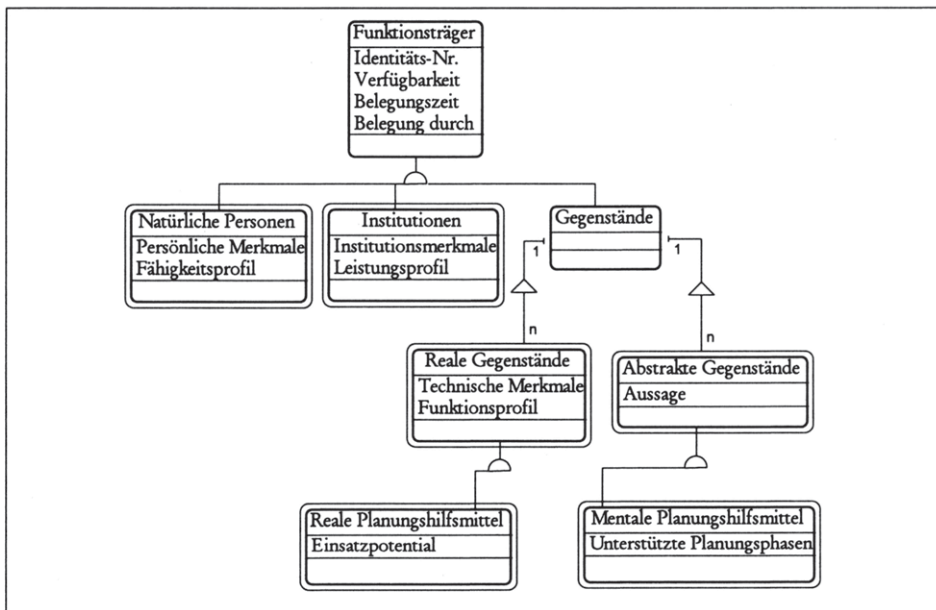 Funktionsträger
Identitäts-Nr.
Verfügbarkeit
Belegungszeit
Belegung durch
Natürliche Personen
Persönliche Merkmale
Fähigkeitsprofil
Institutionen
Institutionsmerkmale
Leistungsprofil
Gegenstände
1
1
n
n
Reale Gegenstände
Technische Merkmale
Funktionsprofil
Abstrakte Gegenstände
Aussage
Reale Planungshilfsmittel
Einsatzpotential
Mentale Planungshilfsmittel
Unterstützte Planungsphasen